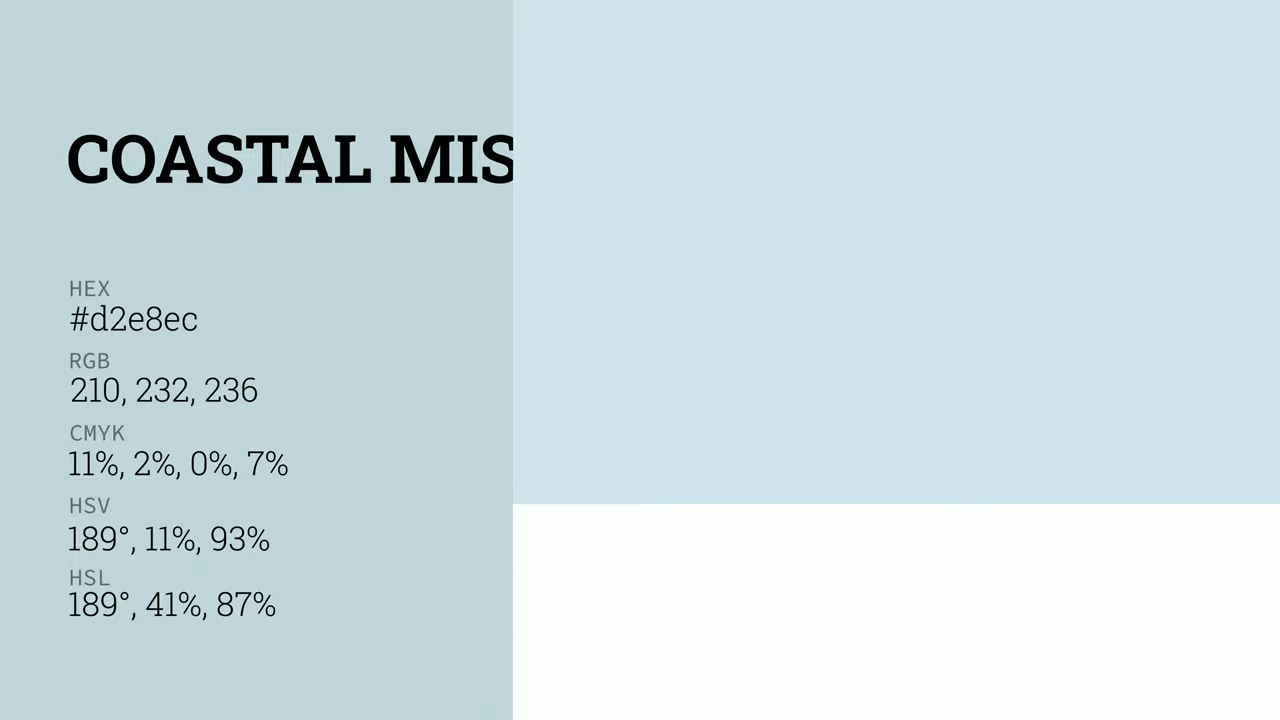 COASTAL MIS
HEX
#d2e8ec
RGB
210, 232, 236
CMYK
11%, 2%, 0%, 7%
HSV
189°, 11%, 93%
HSL
189°, 41%, 87%